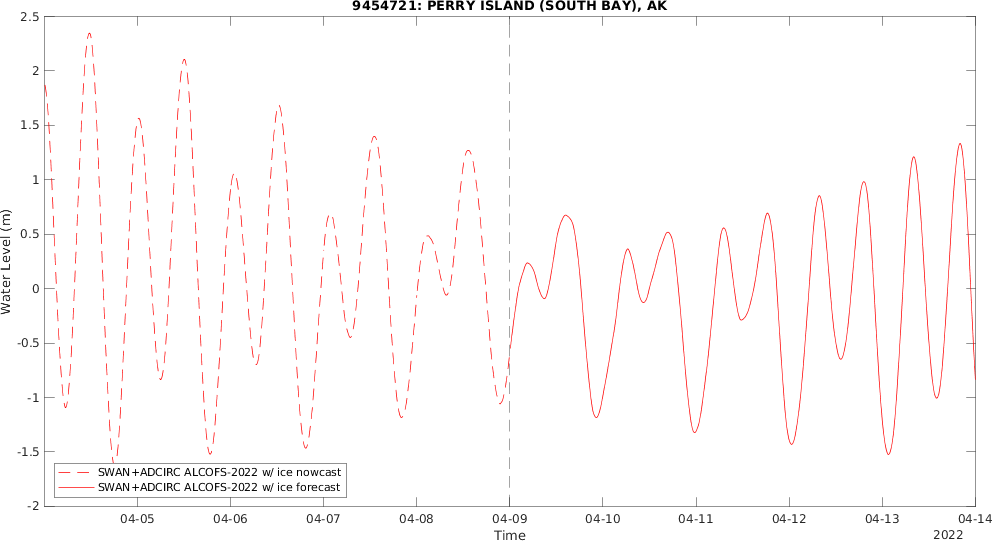 9454721: PERRY ISLAND (SOUTH BAY), AK
2.5
2
1.5
1
0.5
0
-0.5
-1
-1.5
-2
Water Level (m)
SWAN+ADCIRC ALCOFS-2022 w/ ice nowcast
SWAN+ADCIRC ALCOFS-2022 w/ ice forecast
04-05 04-06 04-07 04-08 04-09 04-10 04-11 04-12 04-13 04-14
Time
2022